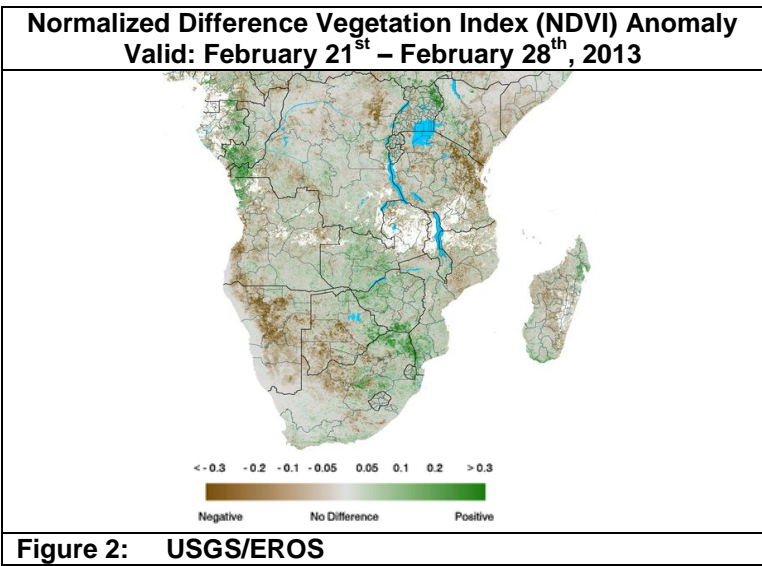 Normalized Difference Vegetation Index (NDVI) Anomaly
Valid: February 21st – February 28th, 2013
< - 0.3 - 0.2 - 0.1 - 0.05 0.05 0.1 0.2 > 0.3
Negative No Difference Positive
Figure 2: USGS/EROS